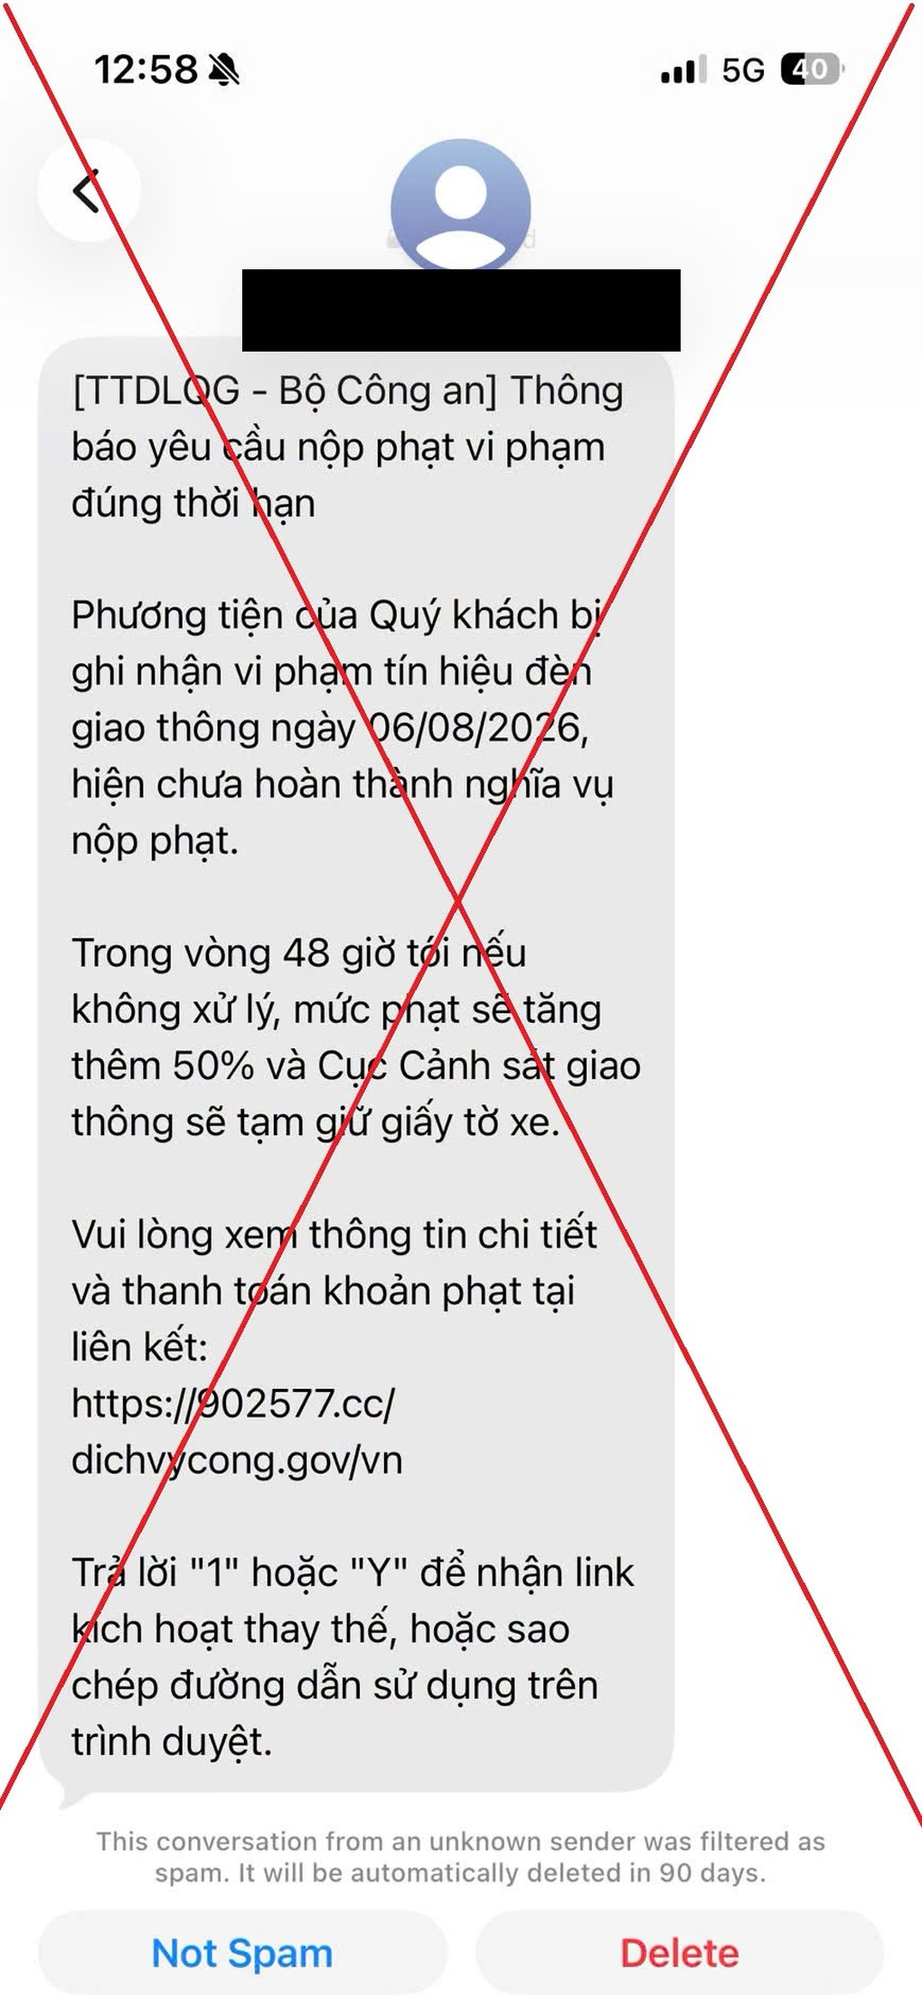 12:58
5G
40
[TTDLQG - Bộ Công an] Thông
báo yêu cầu nộp phạt vi phạm
đúng thời hạn
Phương tiện của Quý khách bị
ghi nhận vi phạm tín hiệu đèn
giao thông ngày 06/08/2026,
hiện chưa hoàn thành nghĩa vụ
nộp phạt.
Trong vòng 48 giờ tới nếu
không xử lý, mức phạt sẽ tăng
thêm 50% và Cục Cảnh sát giao
thông sẽ tạm giữ giấy tờ xe.
Vui lòng xem thông tin chi tiết
và thanh toán khoản phạt tại
liên kết:
https://902577.cc/
dichvycong.gov/vn
Trả lời "1" hoặc "Y" để nhận link
kích hoạt thay thế, hoặc sao
chép đường dẫn sử dụng trên
trình duyệt.
This conversation from an unknown sender was filtered as
spam. It will be automatically deleted in 90 days.
Not Spam
Delete